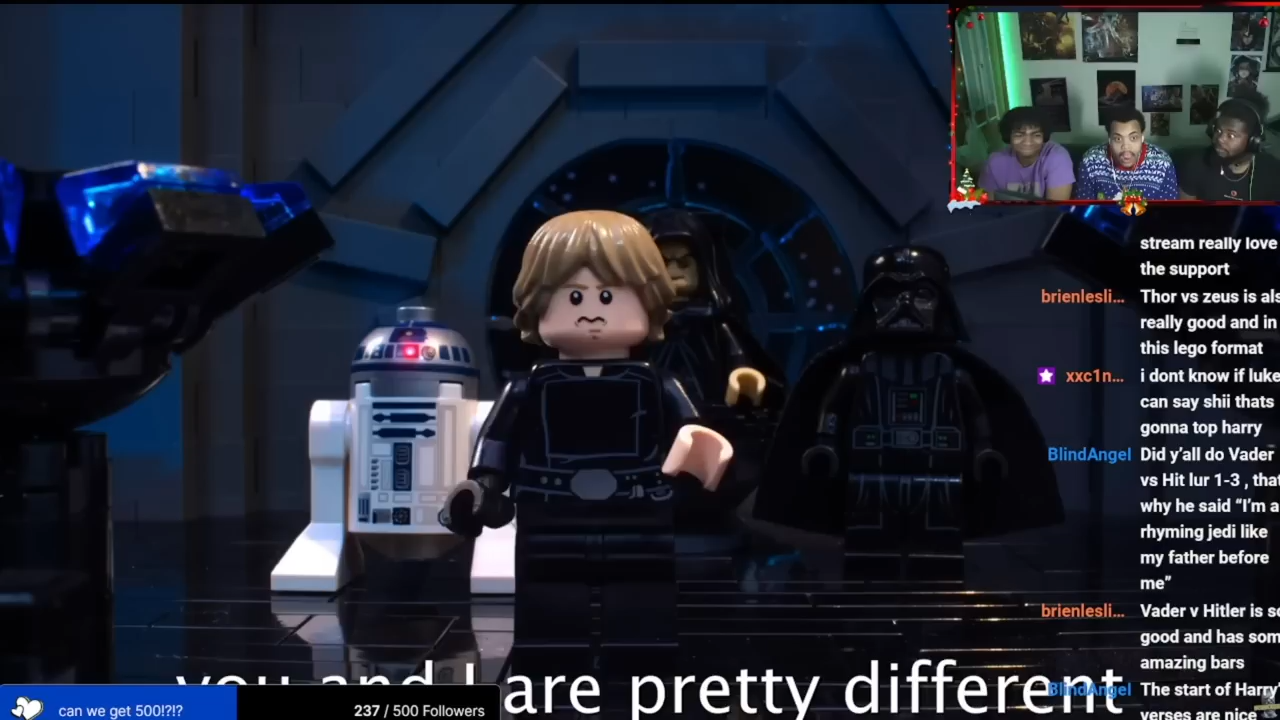 stream really love
the support
brienlesli... Thor vs zeus is als
really good and in
this lego format
xxc1n... i dont know if luke
can say shii thats
gonna top harry
BlindAngel Did y'all do Vader
vs Hit lur 1-3 , that
why he said “I'm a
rhyming jedi like
my father before
me”
brienlesli... Vader v Hitler is so
good and has som
amazing bars
BlindAngel The start of Harry'
verses are nice
you and I are pretty different
can we get 500!?!? 237 / 500 Followers